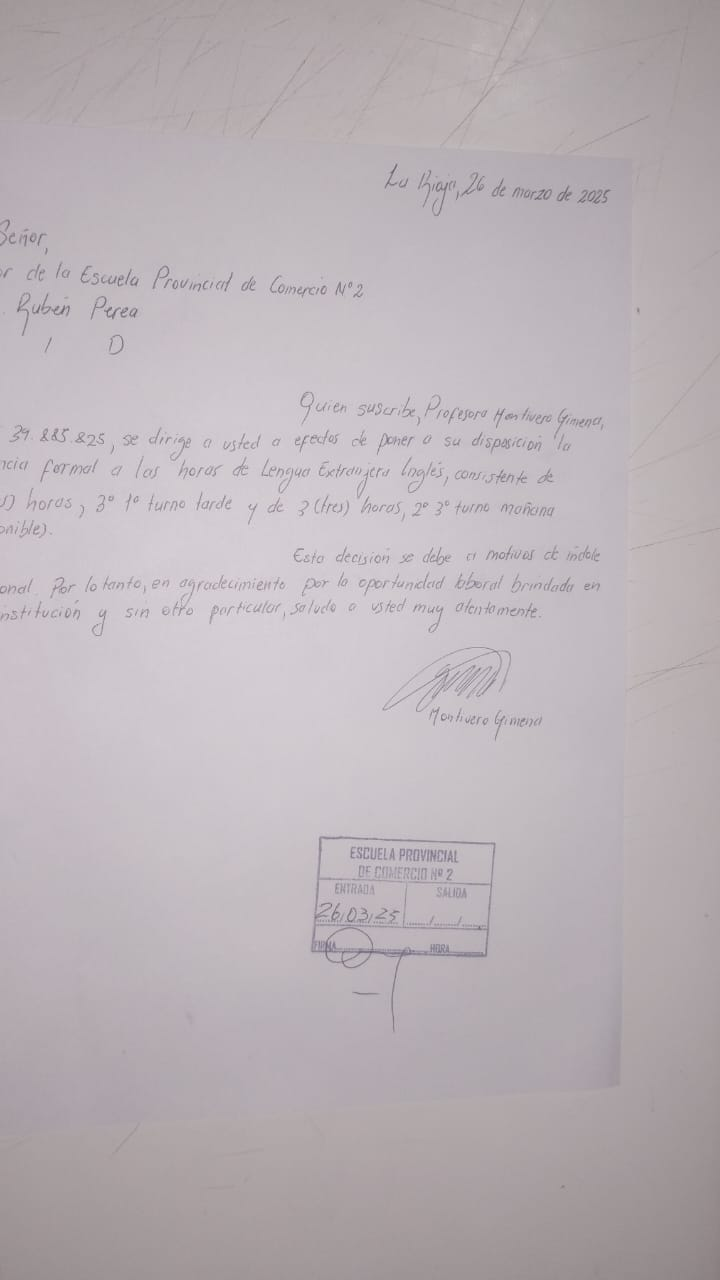 La Rioja, 26 de marzo de 2025
Señor,
or de la Escuela Provincial de Comercio N°2
. Rubén Perea
/ D
Quien suscribe, Profesora Montivero Gimena,
39.885.825, se dirige a usted a efectos de poner a su disposición la
ncia formal a las horas de Lengua Extranjera Inglés, consistente de
s) horas, 3° 1° turno tarde y de 3 (tres) horas, 2° 3° turno mañana
onible).
Esta decisión se debe a motivos de índole
onal. Por lo tanto, en agradecimiento por la oportunidad laboral brindada en
nstitución y sin otro particular, saludo a usted muy atentamente.
Montivero Gimena
ESCUELA PROVINCIAL
DE COMERCIO Nº 2
ENTRADA SALIDA
26/03/25 ...../...../.....
FIRMA HORA